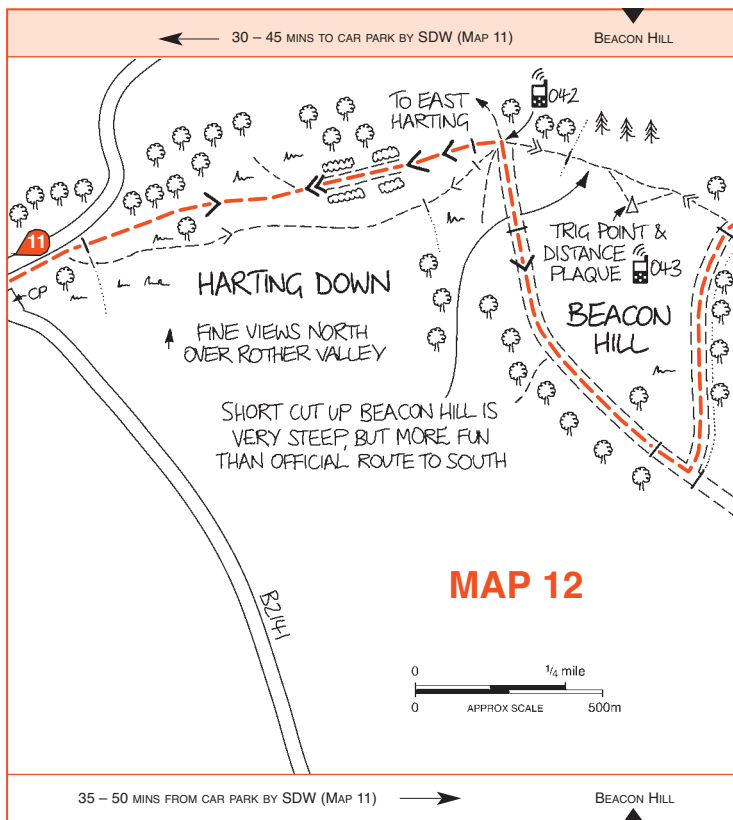 30 – 45 MINS TO CAR PARK BY SDW (MAP 11)
BEACON HILL
042
TO EAST
HARTING
11
TRIG POINT &
DISTANCE
PLAQUE
043
CP
HARTING DOWN
BEACON
HILL
FINE VIEWS NORTH
OVER ROTHER VALLEY
SHORT CUT UP BEACON HILL IS
VERY STEEP, BUT MORE FUN
THAN OFFICIAL ROUTE TO SOUTH
MAP 12
B2141
0 ¼ mile
0 APPROX SCALE 500m
35 – 50 MINS FROM CAR PARK BY SDW (MAP 11)
BEACON HILL